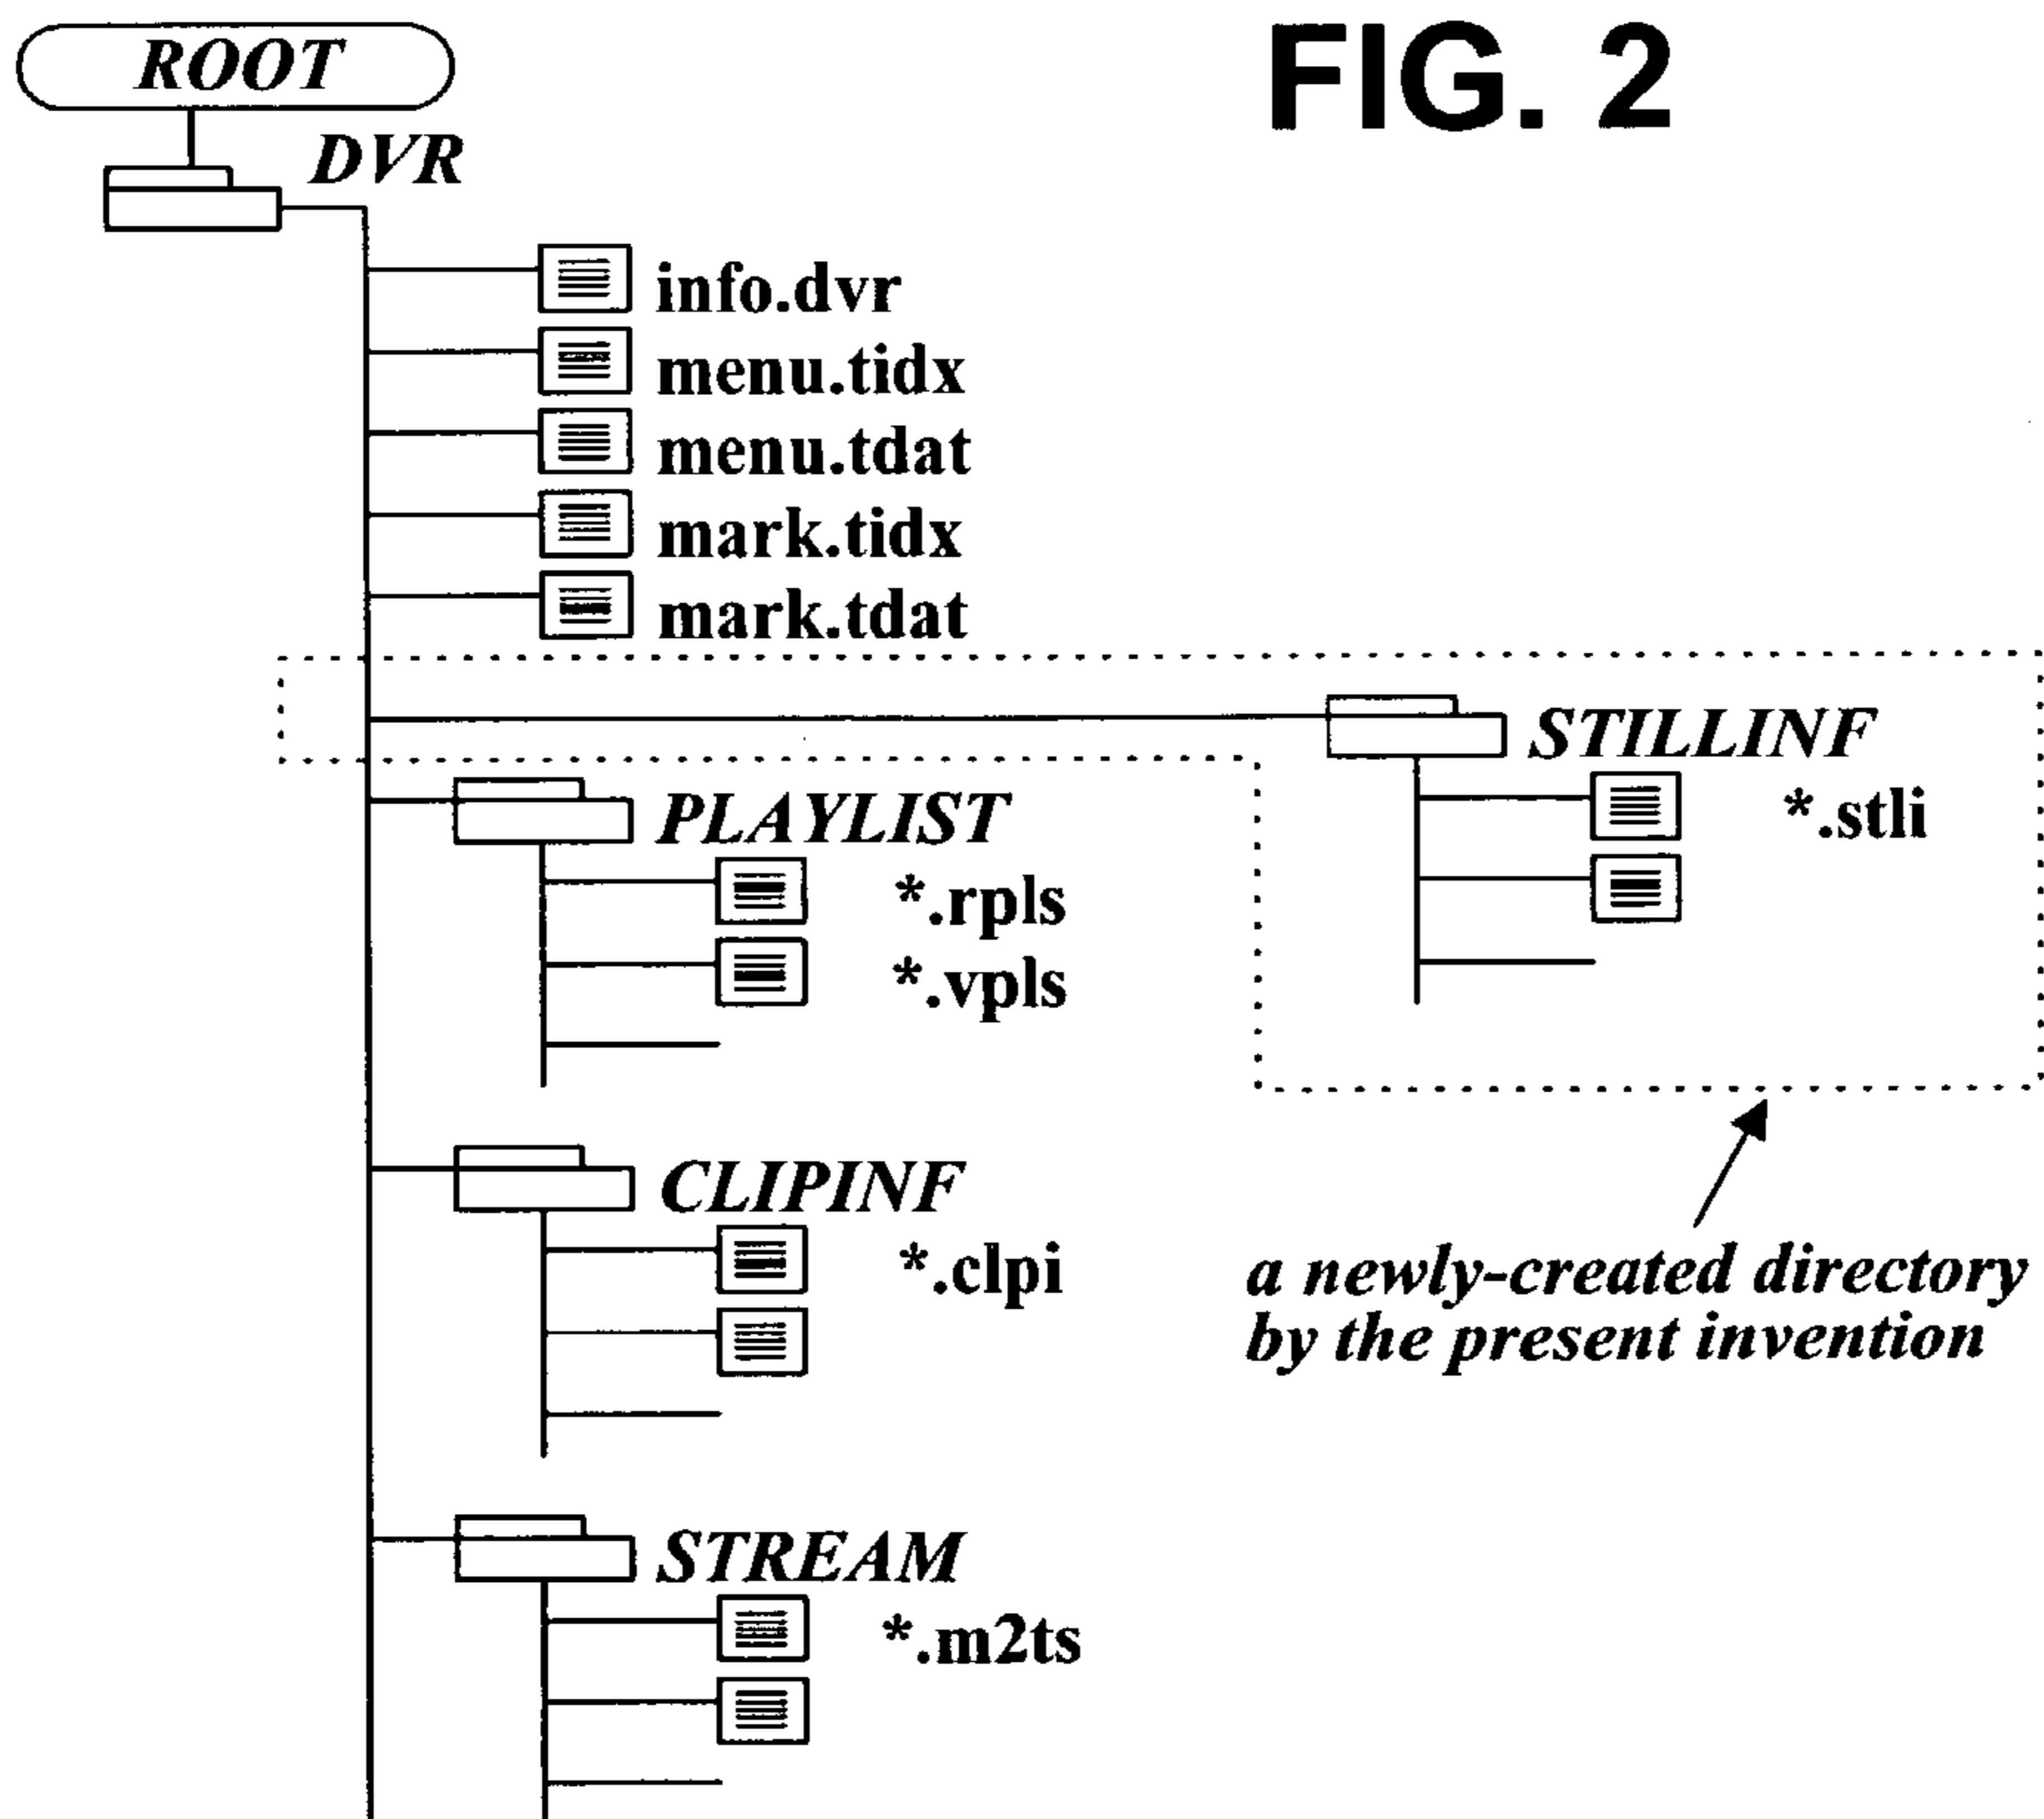 FIG. 2
ROOT
DVR
info.dvr
menu.tidx
menu.tdat
mark.tidx
mark.tdat
STILLINF
*.stli
PLAYLIST
*.rpls
*.vpls
CLIPINF
*.clpi
a newly-created directory
by the present invention
STREAM
*.m2ts